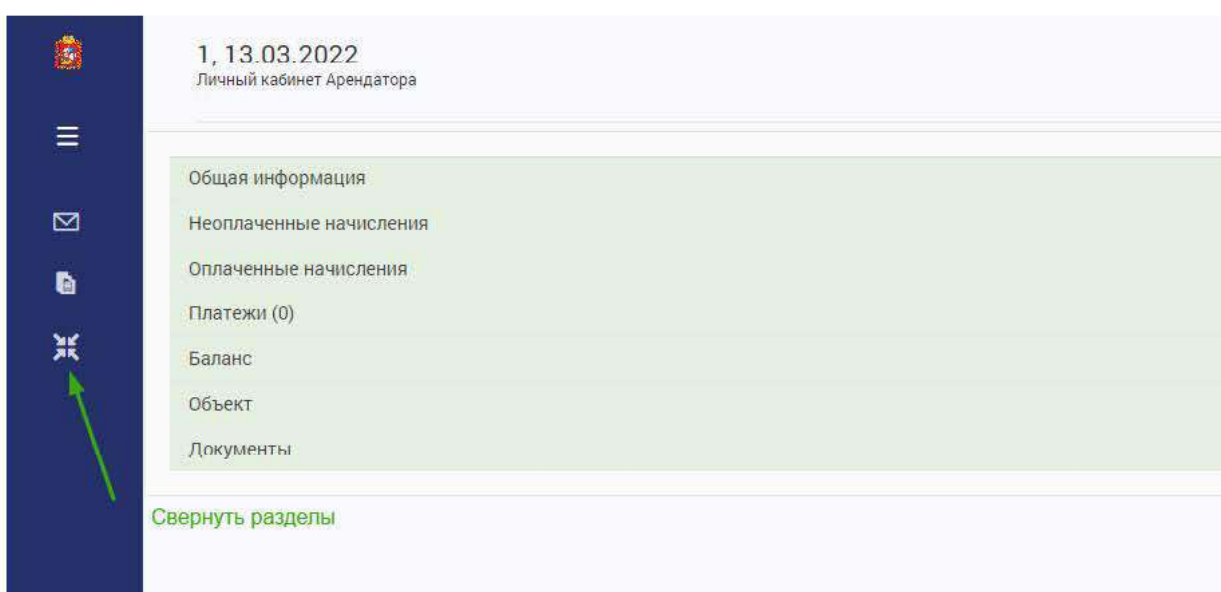 1, 13.03.2022
Личный кабинет Арендатора
Общая информация
Неоплаченные начисления
Оплаченные начисления
Платежи (0)
Баланс
Объект
Документы
Свернуть разделы